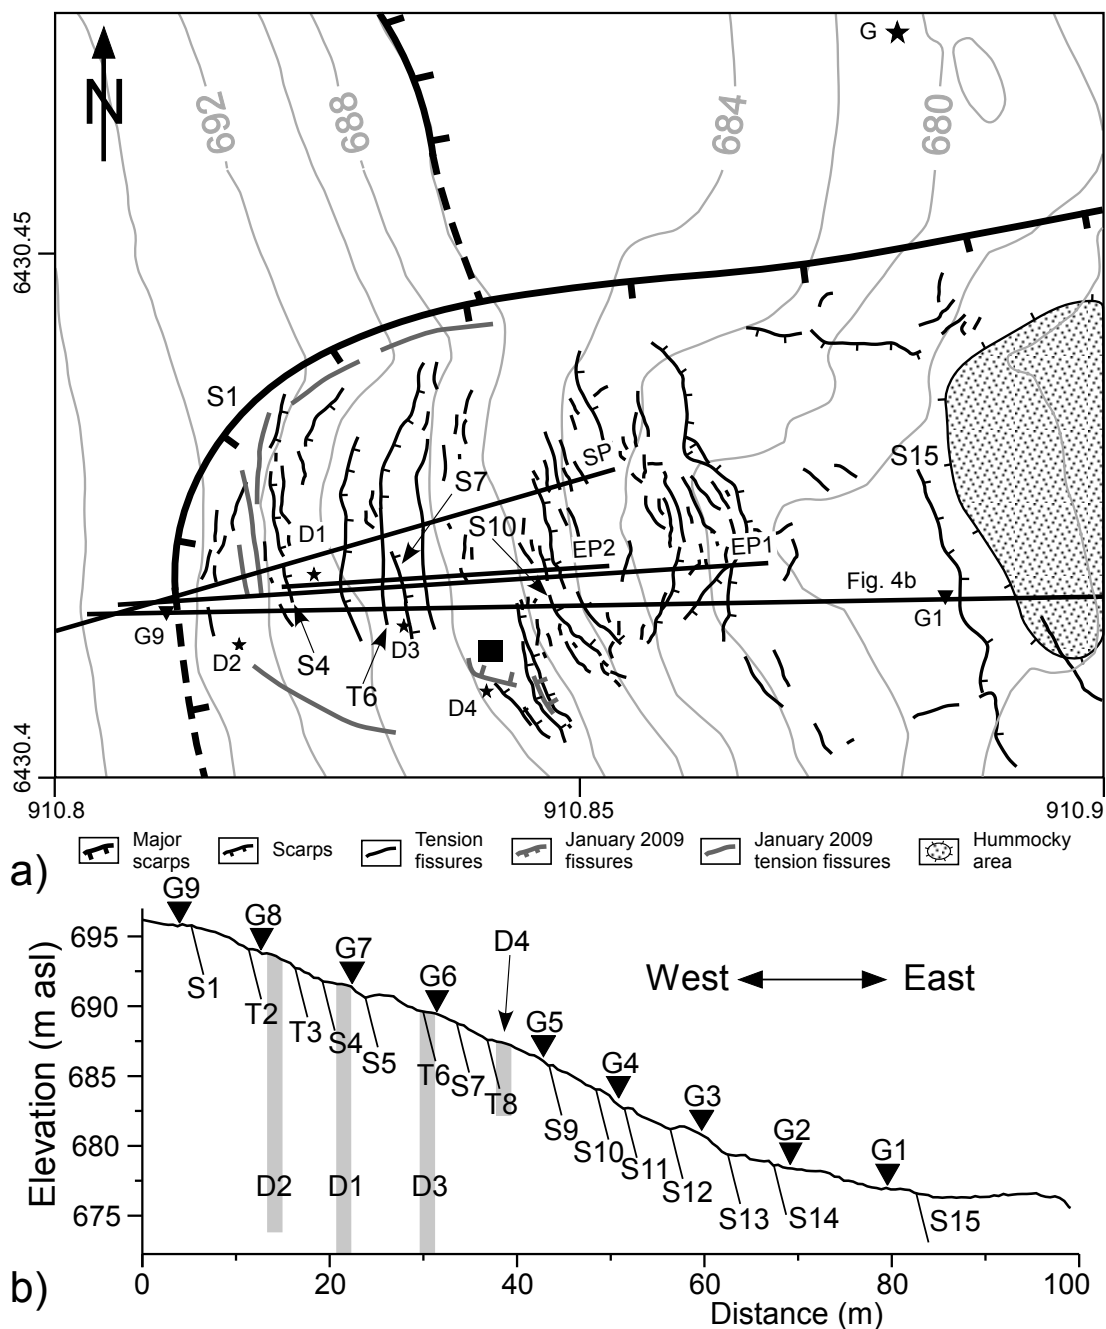 G
N
692
688
684
680
6430.45
S1
S7
SP
S10
S15
D1
EP2
EP1
Fig. 4b
G9
D2
S4
T6
D3
D4
G1
6430.4
910.8
910.85
910.9
Major
scarps
Scarps
Tension
fissures
January 2009
fissures
January 2009
tension fissures
Hummocky
area
a)
G9
G8
G7
G6
D4
G5
G4
G3
G2
G1
West
East
Elevation (m asl)
695
690
685
680
675
S1
T2
T3
S4
S5
T6
S7
T8
S9
S10
S11
S12
S13
S14
S15
D2
D1
D3
0
20
40
60
80
100
Distance (m)
b)